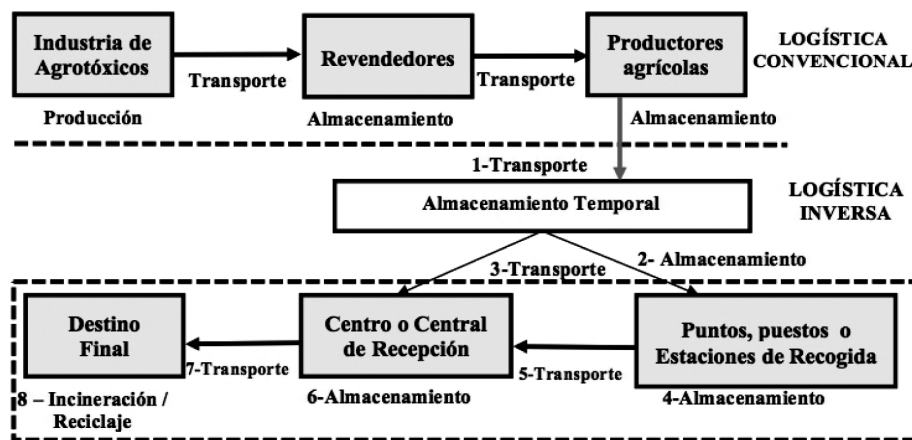 Industria de
Agrotóxicos
Transporte
Revendedores
Transporte
Productores
agrícolas
LOGÍSTICA
CONVENCIONAL
Producción
Almacenamiento
Almacenamiento
1-Transporte
Almacenamiento Temporal
LOGÍSTICA
INVERSA
2- Almacenamiento
3-Transporte
Destino
Final
7-Transporte
Centro o Central
de Recepción
5-Transporte
Puntos, puestos o
Estaciones de Recogida
8 – Incineración /
Reciclaje
6-Almacenamiento
4-Almacenamiento